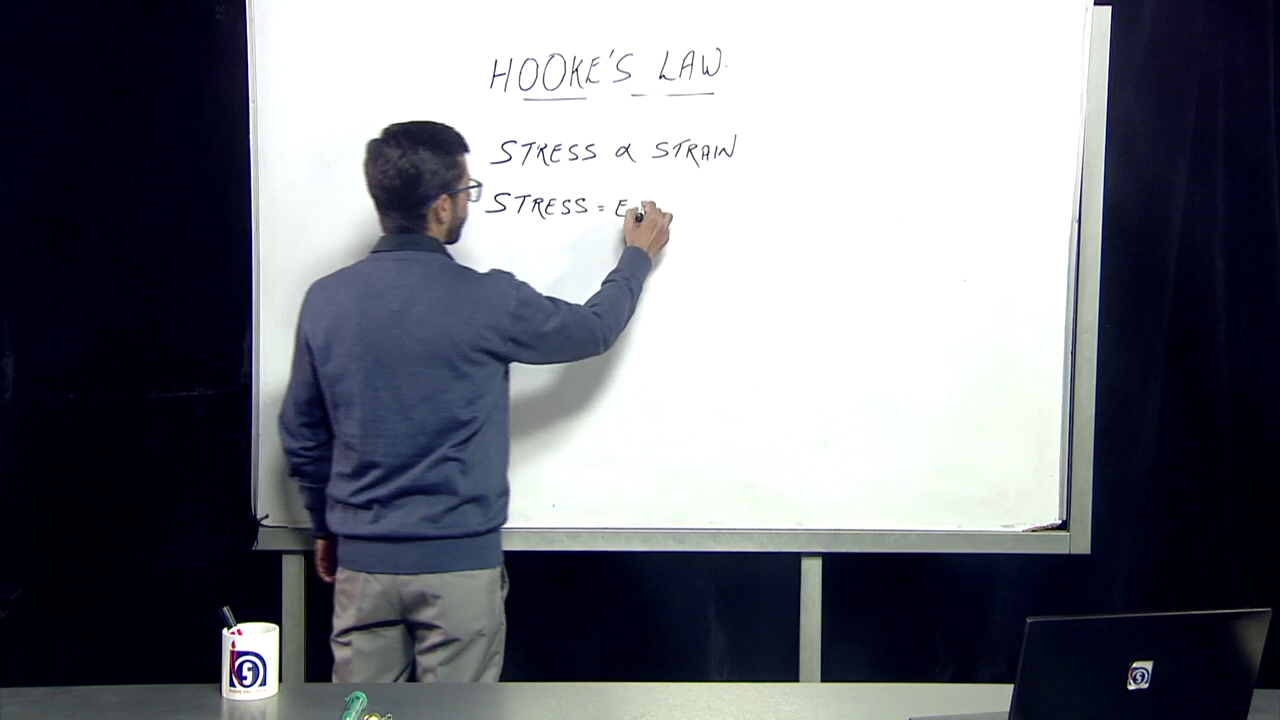 HOOKE'S LAW.
STRESS ∝ STRAIN
STRESS = E